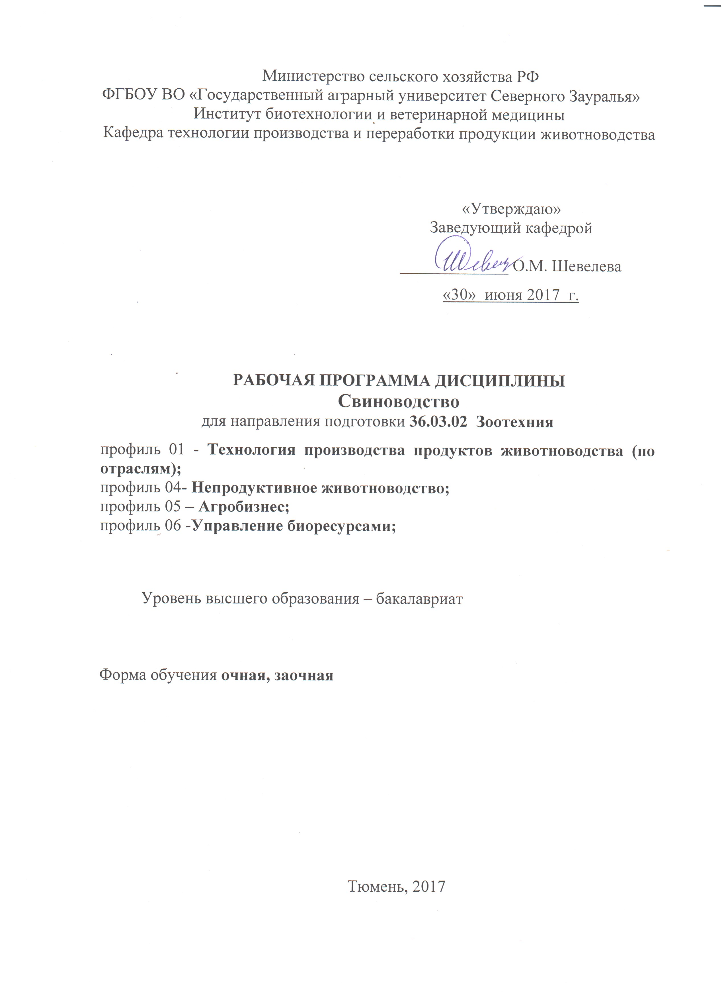 Министерство сельского хозяйства РФ
ФГБОУ ВО «Государственный аграрный университет Северного Зауралья»
Институт биотехнологии и ветеринарной медицины
Кафедра технологии производства и переработки продукции животноводства
«Утверждаю»
Заведующий кафедрой
О.М. Шевелева
«30» июня 2017 г.
РАБОЧАЯ ПРОГРАММА ДИСЦИПЛИНЫ
Свиноводство
для направления подготовки 36.03.02 Зоотехния
профиль 01 - Технология производства продуктов животноводства (по
отраслям);
профиль 04- Непродуктивное животноводство;
профиль 05 – Агробизнес;
профиль 06 -Управление биоресурсами;
Уровень высшего образования – бакалавриат
Форма обучения очная, заочная
Тюмень, 2017